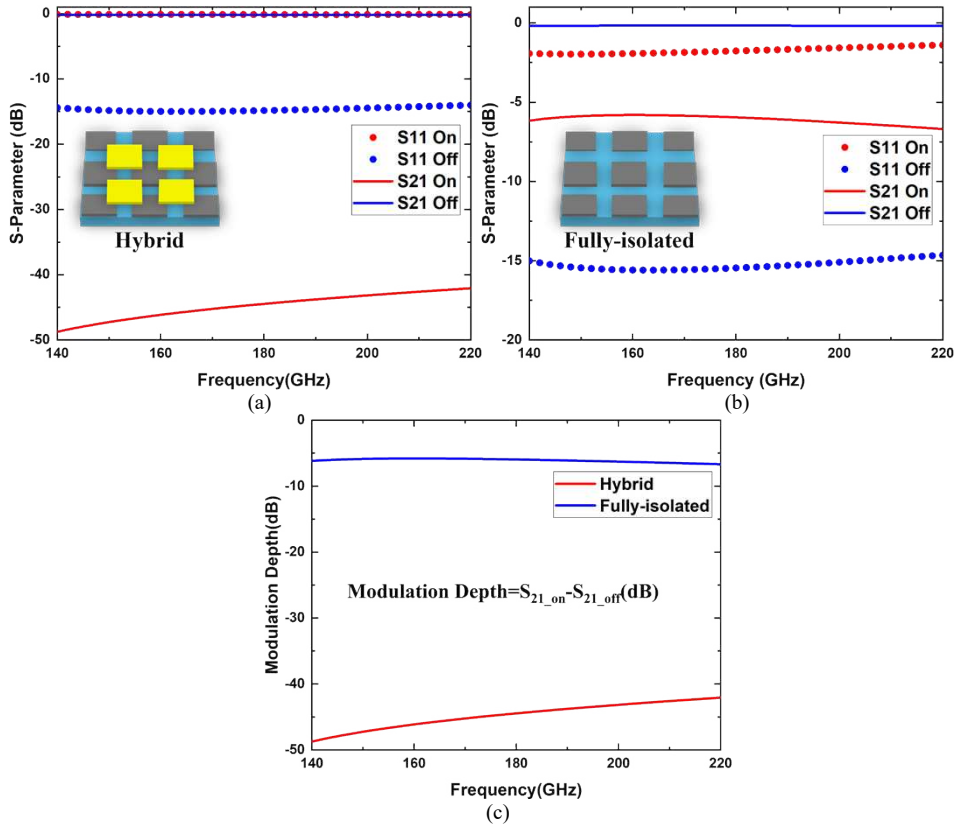 0
-10
-20
-30
-40
-50
S-Parameter (dB)
140
160
180
200
220
Frequency(GHz)
S11 On
S11 Off
S21 On
S21 Off
Hybrid
(a)
0
-5
-10
-15
-20
S-Parameter (dB)
140
160
180
200
220
Frequency (GHz)
S11 On
S11 Off
S21 On
S21 Off
Fully-isolated
(b)
0
-10
-20
-30
-40
-50
Modulation Depth(dB)
140
160
180
200
220
Frequency(GHz)
Hybrid
Fully-isolated
Modulation Depth=S21_on-S21_off(dB)
(c)